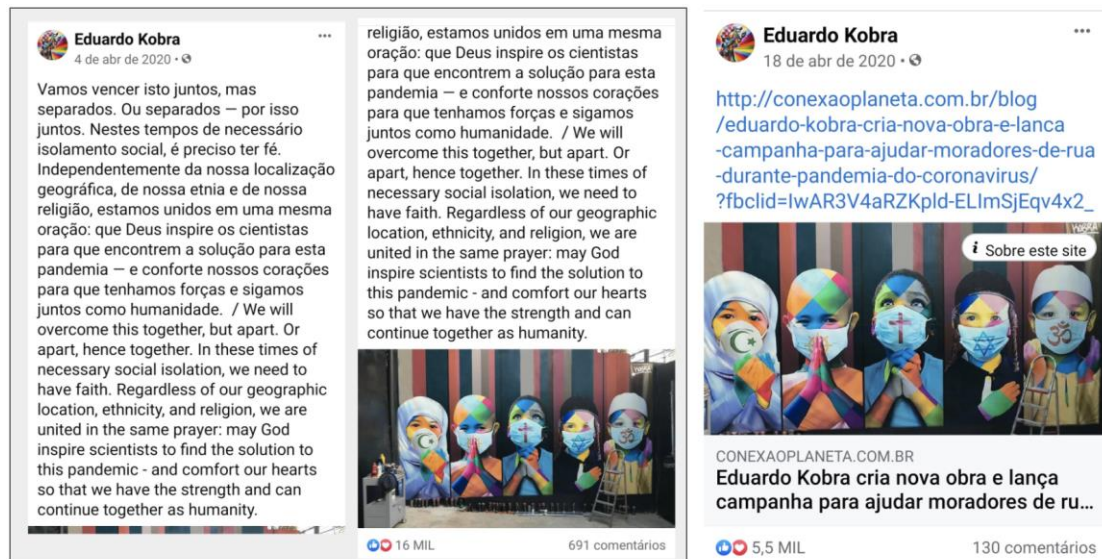 Eduardo Kobra
4 de abr de 2020 •
Vamos vencer isto juntos, mas
separados. Ou separados — por isso
juntos. Nestes tempos de necessário
isolamento social, é preciso ter fé.
Independentemente da nossa localização
geográfica, de nossa etnia e de nossa
religião, estamos unidos em uma mesma
oração: que Deus inspire os cientistas
para que encontrem a solução para esta
pandemia — e conforte nossos corações
para que tenhamos forças e sigamos
juntos como humanidade. / We will
overcome this together, but apart. Or
apart, hence together. In these times of
necessary social isolation, we need to
have faith. Regardless of our geographic
location, ethnicity, and religion, we are
united in the same prayer: may God
inspire scientists to find the solution to
this pandemic - and comfort our hearts
so that we have the strength and can
continue together as humanity.
religião, estamos unidos em uma mesma
oração: que Deus inspire os cientistas
para que encontrem a solução para esta
pandemia — e conforte nossos corações
para que tenhamos forças e sigamos
juntos como humanidade. / We will
overcome this together, but apart. Or
apart, hence together. In these times of
necessary social isolation, we need to
have faith. Regardless of our geographic
location, ethnicity, and religion, we are
united in the same prayer: may God
inspire scientists to find the solution to
this pandemic - and comfort our hearts
so that we have the strength and can
continue together as humanity.
16 MIL 691 comentários
Eduardo Kobra
18 de abr de 2020 •
http://conexaoplaneta.com.br/blog
/eduardo-kobra-cria-nova-obra-e-lanca
-campanha-para-ajudar-moradores-de-rua
-durante-pandemia-do-coronavirus/
?fbclid=IwAR3V4aRZKpld-ELImSjEqv4x2_
i Sobre este site
ॐ
CONEXAOPLANETA.COM.BR
Eduardo Kobra cria nova obra e lança
campanha para ajudar moradores de ru...
5,5 MIL 130 comentários